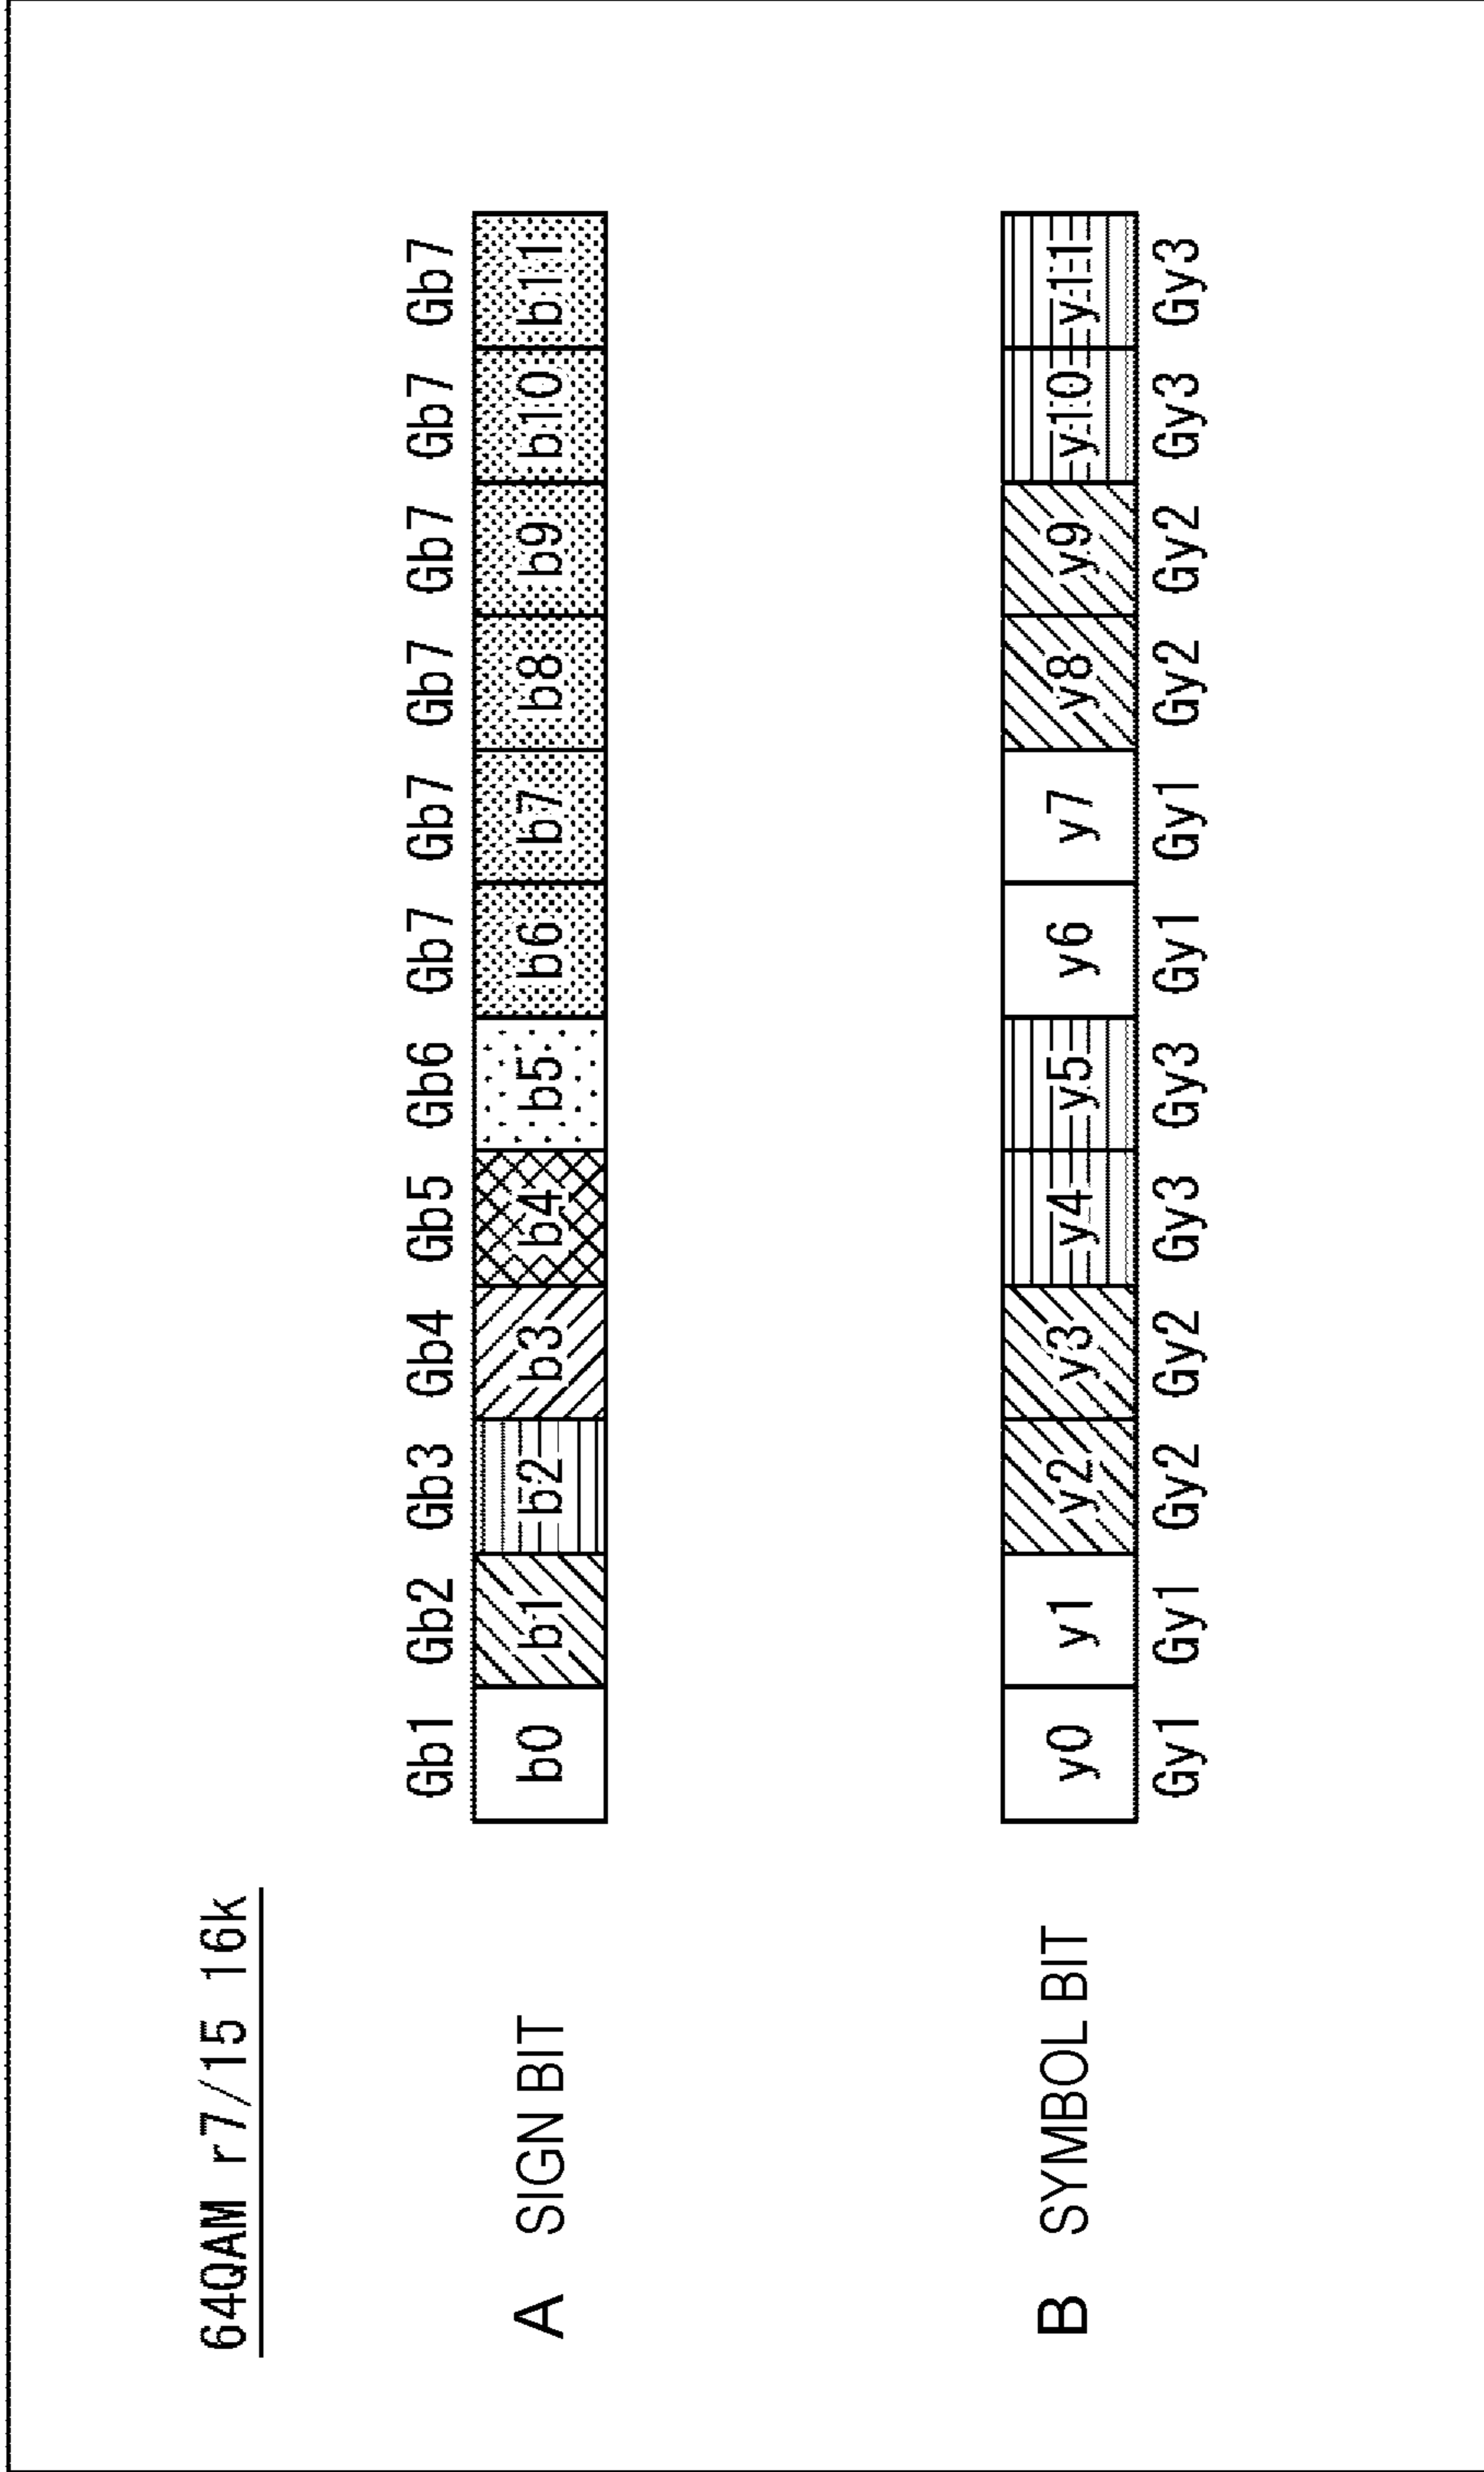 64QAM r7/15 16k
Gb1 Gb2 Gb3 Gb4 Gb5 Gb6 Gb7 Gb7 Gb7 Gb7 Gb7 Gb7
A SIGN BIT b0 b1 b2 b3 b4 b5 b6 b7 b8 b9 b10 b11
B SYMBOL BIT y0 y1 y2 y3 y4 y5 y6 y7 y8 y9 y10 y11
Gy1 Gy1 Gy2 Gy2 Gy3 Gy3 Gy1 Gy1 Gy2 Gy2 Gy3 Gy3